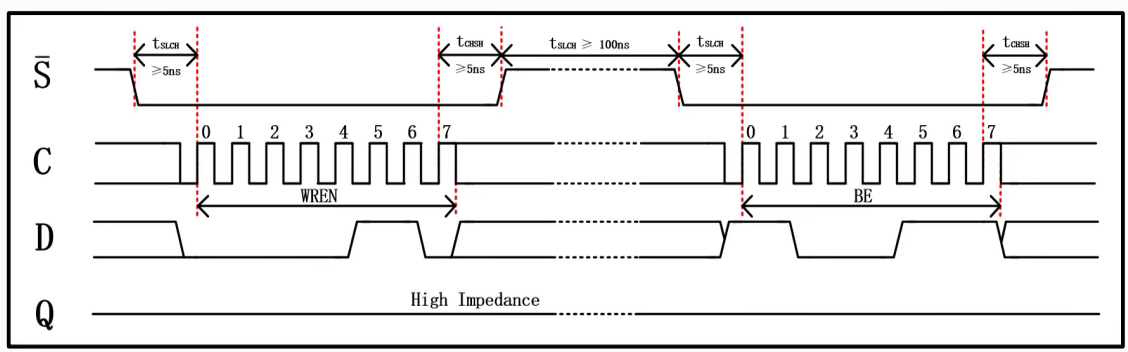 tSLCH tCHSH tSLCH ≥ 100ns tSLCH tCHSH
S̅ ≥5ns ≥5ns ≥5ns ≥5ns
0 1 2 3 4 5 6 7 0 1 2 3 4 5 6 7
C
WREN BE
D
High Impedance
Q